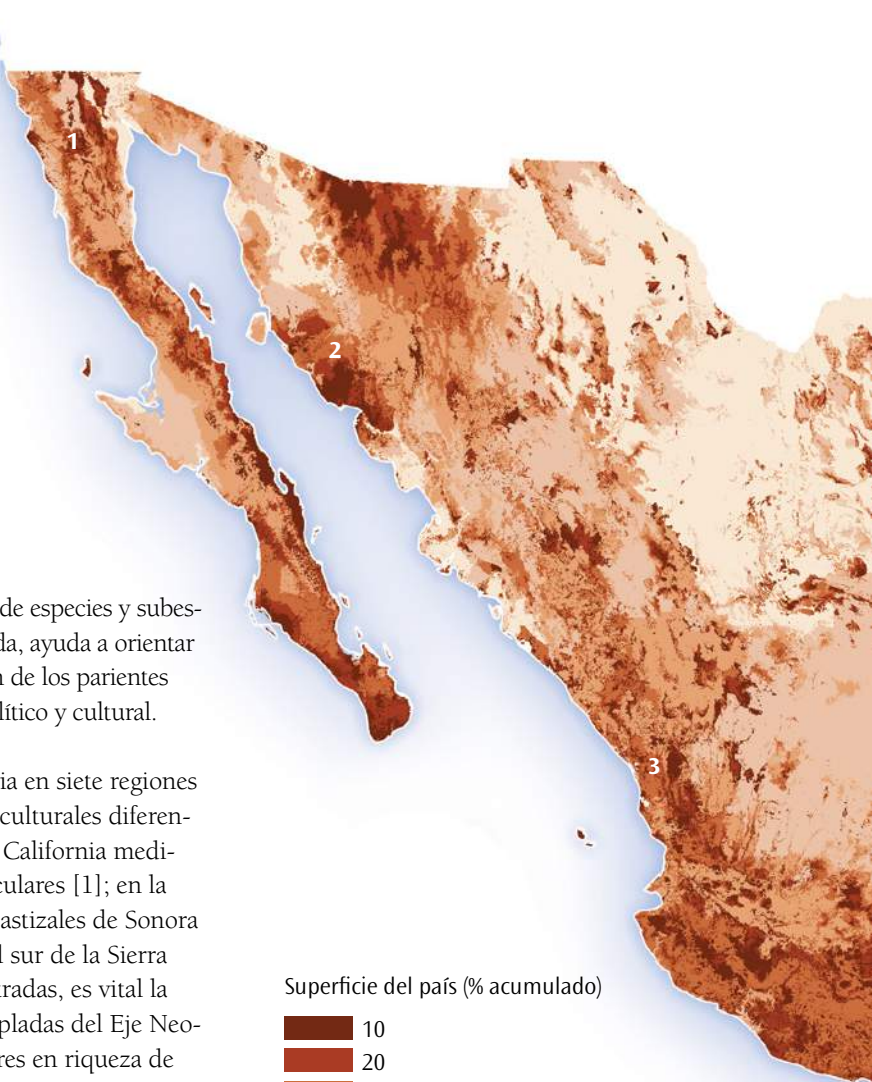 1
2
3
de especies y subes-
da, ayuda a orientar
n de los parientes
lítico y cultural.
ia en siete regiones
culturales diferen-
California medi-
culares [1]; en la
astizales de Sonora
l sur de la Sierra
radas, es vital la
pladas del Eje Neo-
res en riqueza de
Superficie del país (% acumulado)
10
20